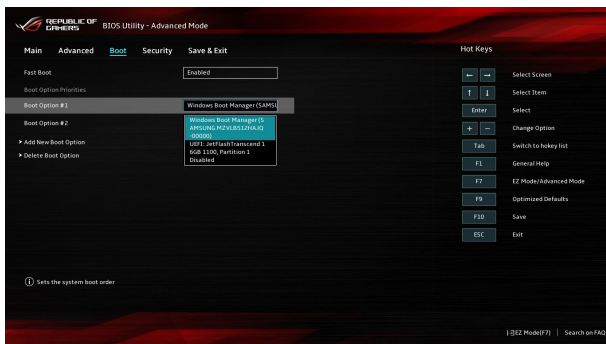 REPUBLIC OF
GAMERS
BIOS Utility - Advanced Mode
Main Advanced Boot Security Save & Exit
Hot Keys
Fast Boot Enabled
Boot Option Priorities
Boot Option #1 Windows Boot Manager (SAMSU
Boot Option #2
Windows Boot Manager (S
AMSUNG MZVLB512HAJQ
-00000)
UEFI: JetFlashTranscend 1
6GB 1100, Partition 1
Disabled
> Add New Boot Option
> Delete Boot Option
← → Select Screen
↑ ↓ Select Item
Enter Select
+ − Change Option
Tab Switch to hokey list
F1 General Help
F7 EZ Mode/Advanced Mode
F9 Optimized Defaults
F10 Save
ESC Exit
i Sets the system boot order
EZ Mode(F7) | Search on FAQ